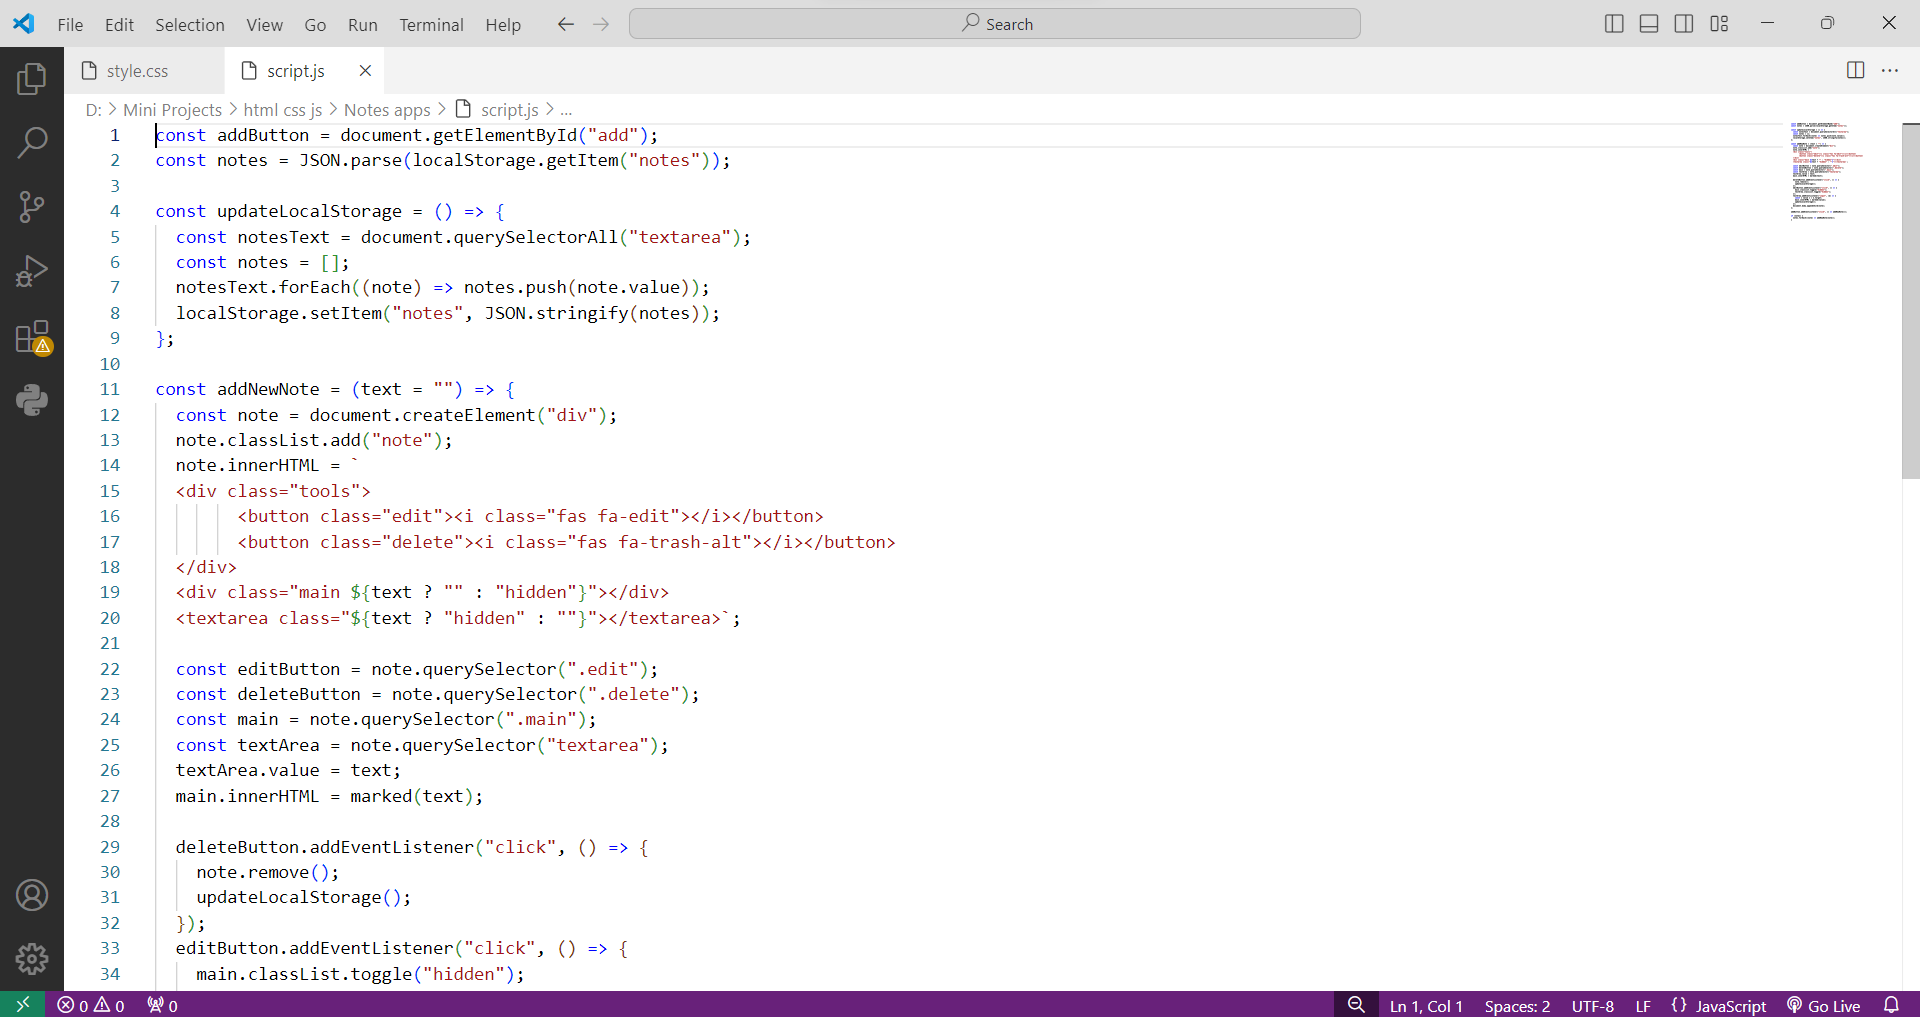 File Edit Selection View Go Run Terminal Help Search
style.css script.js
D: > Mini Projects > html css js > Notes apps > script.js > ...
1 const addButton = document.getElementById("add");
2 const notes = JSON.parse(localStorage.getItem("notes"));
3
4 const updateLocalStorage = () => {
5   const notesText = document.querySelectorAll("textarea");
6   const notes = [];
7   notesText.forEach((note) => notes.push(note.value));
8   localStorage.setItem("notes", JSON.stringify(notes));
9 };
10
11 const addNewNote = (text = "") => {
12   const note = document.createElement("div");
13   note.classList.add("note");
14   note.innerHTML = `
15   <div class="tools">
16         <button class="edit"><i class="fas fa-edit"></i></button>
17         <button class="delete"><i class="fas fa-trash-alt"></i></button>
18   </div>
19   <div class="main ${text ? "" : "hidden"}"></div>
20   <textarea class="${text ? "hidden" : ""}"></textarea>`;
21
22   const editButton = note.querySelector(".edit");
23   const deleteButton = note.querySelector(".delete");
24   const main = note.querySelector(".main");
25   const textArea = note.querySelector("textarea");
26   textArea.value = text;
27   main.innerHTML = marked(text);
28
29   deleteButton.addEventListener("click", () => {
30     note.remove();
31     updateLocalStorage();
32   });
33   editButton.addEventListener("click", () => {
34     main.classList.toggle("hidden");
0 0 0 Ln 1, Col 1 Spaces: 2 UTF-8 LF {} JavaScript Go Live